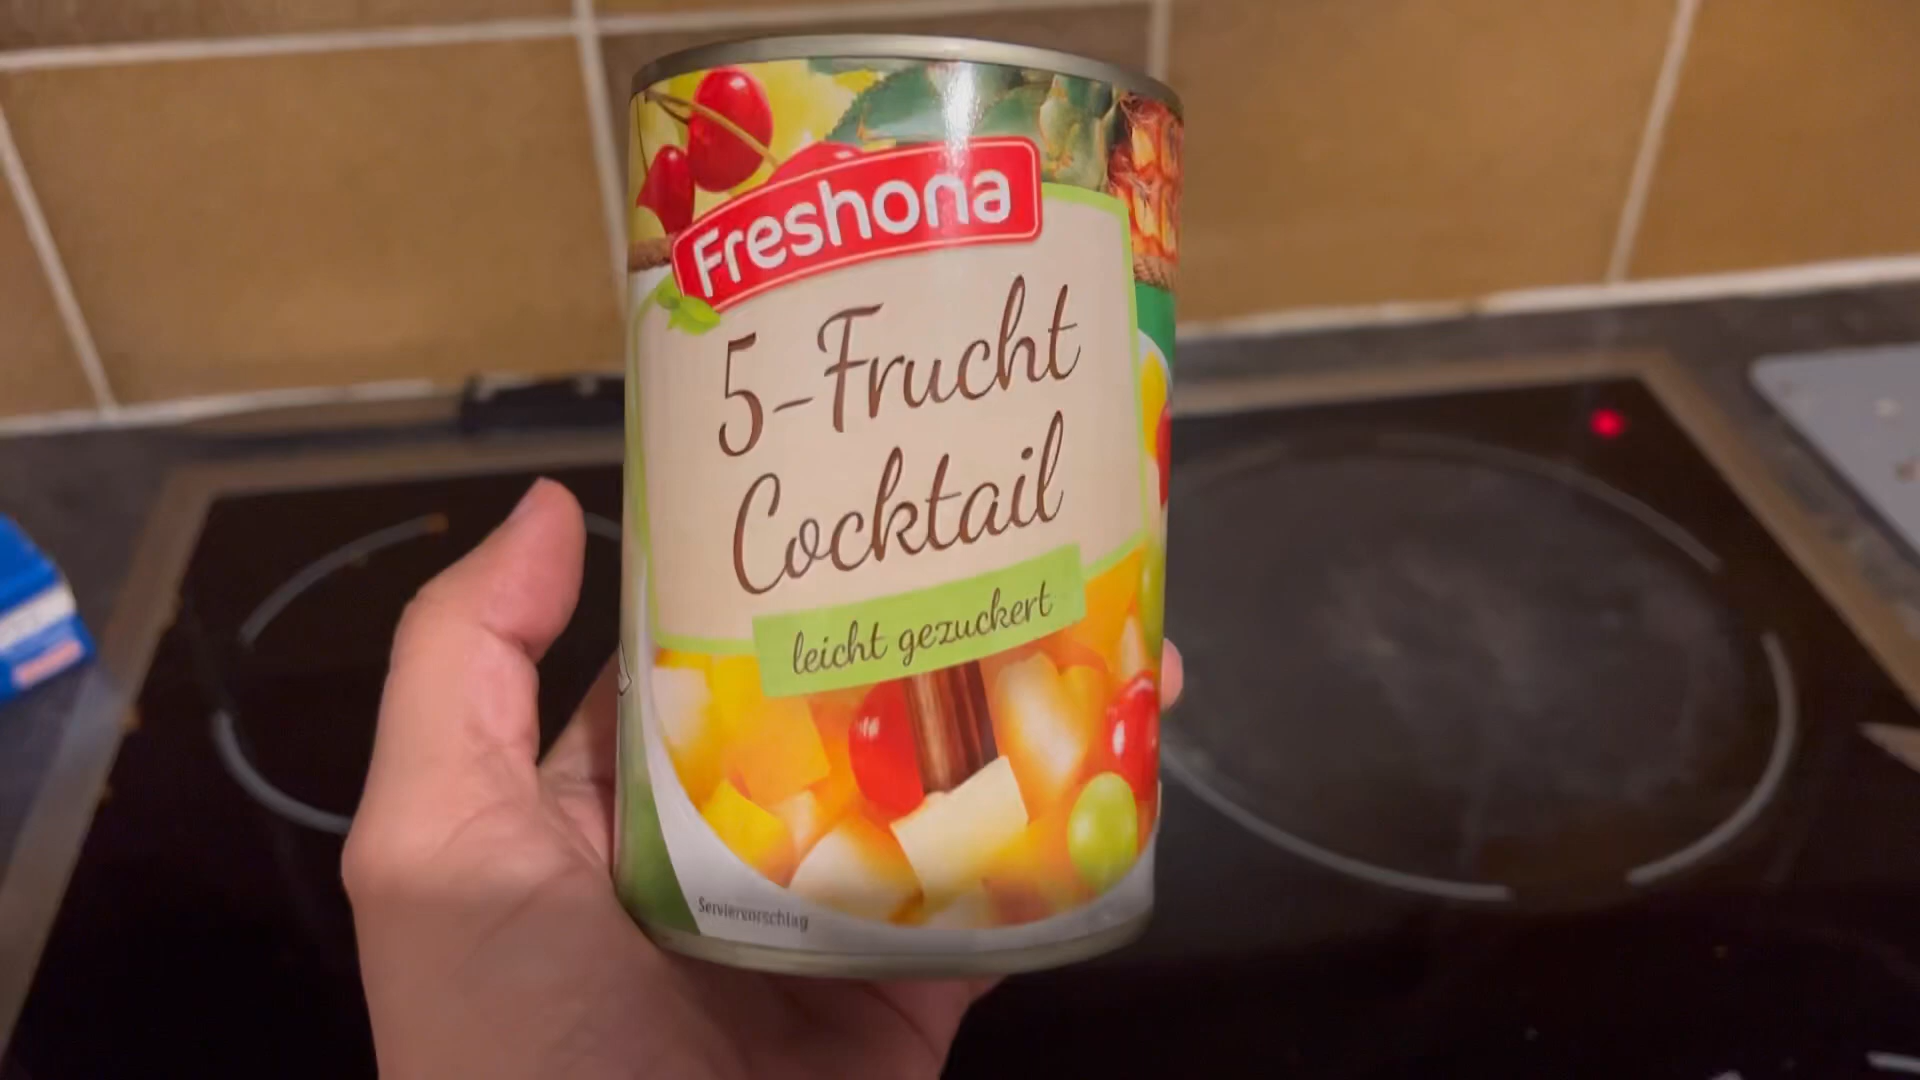 Freshona
5-Frucht
Cocktail
leicht gezuckert
Serviervorschlag